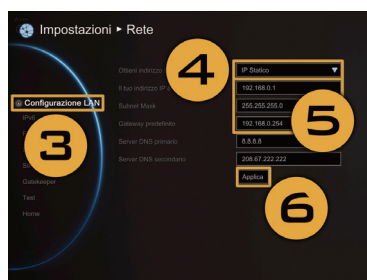 Impostazioni ▸ Rete
Ottieni indirizzo
IP Statico
Il tuo indirizzo IP è
192.168.0.1
Configurazione LAN
Subnet Mask
255.255.255.0
IPv6
Gateway predefinito
192.168.0.254
Server DNS primario
8.8.8.8
Server DNS secondario
208.67.222.222
Gatekeeper
Applica
Test
Home
3
4
5
6